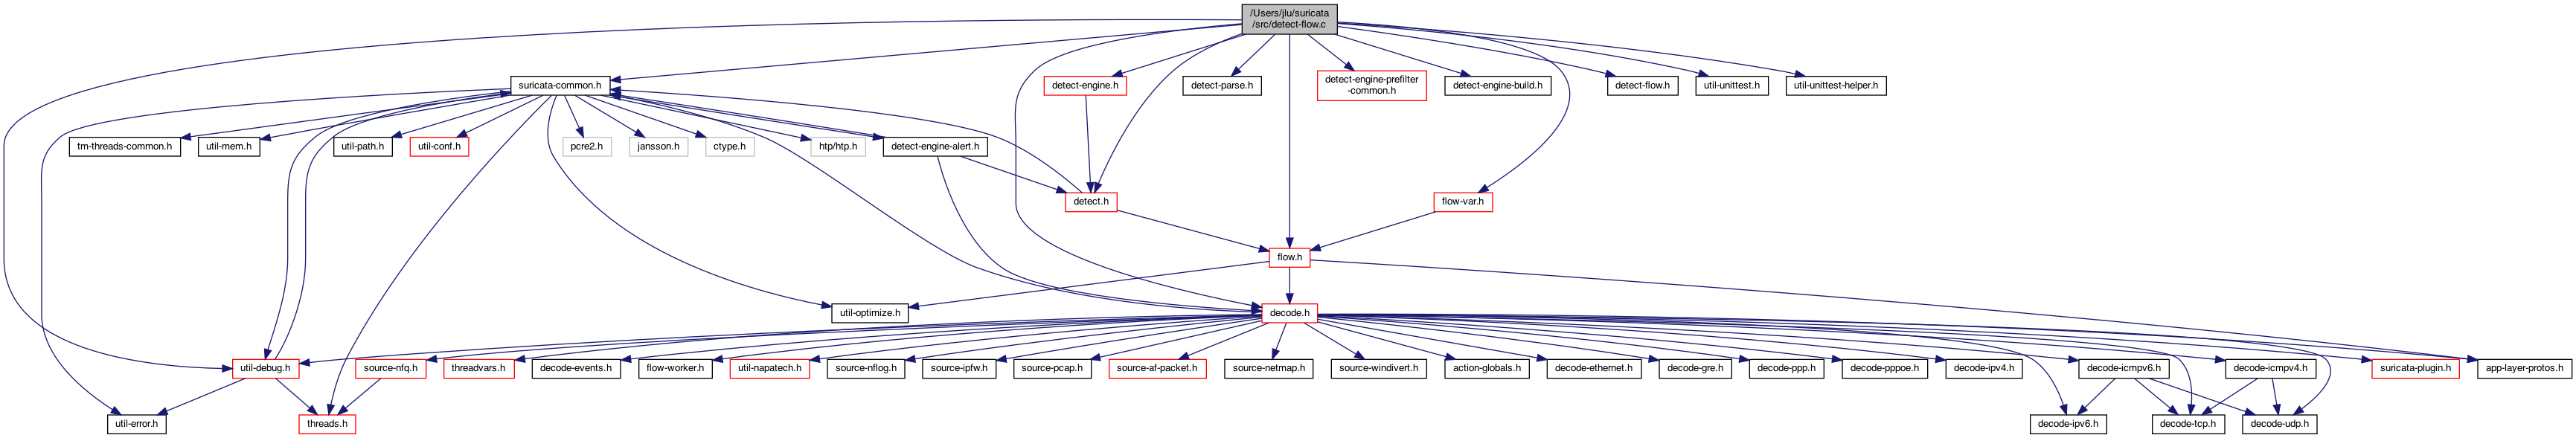 /Users/jlu/suricata
/src/detect-flow.c
suricata-common.h
detect-engine.h
detect-parse.h
detect-engine-prefilter
-common.h
detect-engine-build.h
detect-flow.h
util-unittest.h
util-unittest-helper.h
tm-threads-common.h
util-mem.h
util-path.h
util-conf.h
pcre2.h
jansson.h
ctype.h
htp/htp.h
detect-engine-alert.h
detect.h
flow-var.h
flow.h
util-optimize.h
decode.h
util-debug.h
source-nfq.h
threadvars.h
decode-events.h
flow-worker.h
util-napatech.h
source-nflog.h
source-ipfw.h
source-pcap.h
source-af-packet.h
source-netmap.h
source-windivert.h
action-globals.h
decode-ethernet.h
decode-gre.h
decode-ppp.h
decode-pppoe.h
decode-ipv4.h
decode-icmpv6.h
decode-icmpv4.h
suricata-plugin.h
app-layer-protos.h
util-error.h
threads.h
decode-ipv6.h
decode-tcp.h
decode-udp.h